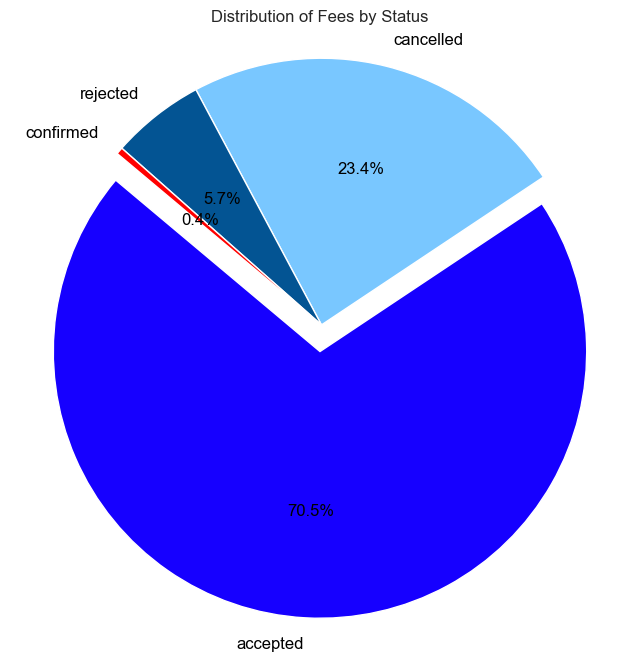 Distribution of Fees by Status
cancelled
rejected
confirmed
23.4%
5.7%
0.4%
70.5%
accepted